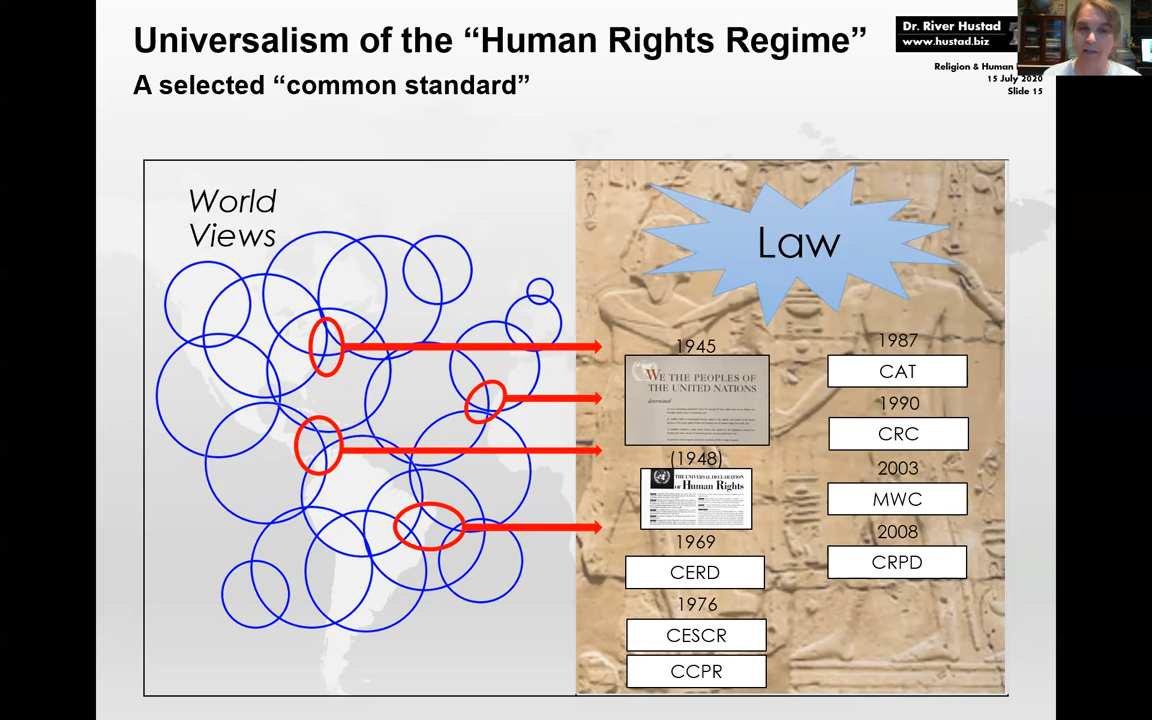 Universalism of the “Human Rights Regime”
A selected “common standard”
Dr. River Hustad
www.hustad.biz
Religion & Human
15 July 2020
Slide 15
World
Views
Law
1945
WE THE PEOPLES OF
THE UNITED NATIONS
determined
(1948)
THE UNIVERSAL DECLARATION
OF Human Rights
1969
CERD
1976
CESCR
CCPR
1987
CAT
1990
CRC
2003
MWC
2008
CRPD